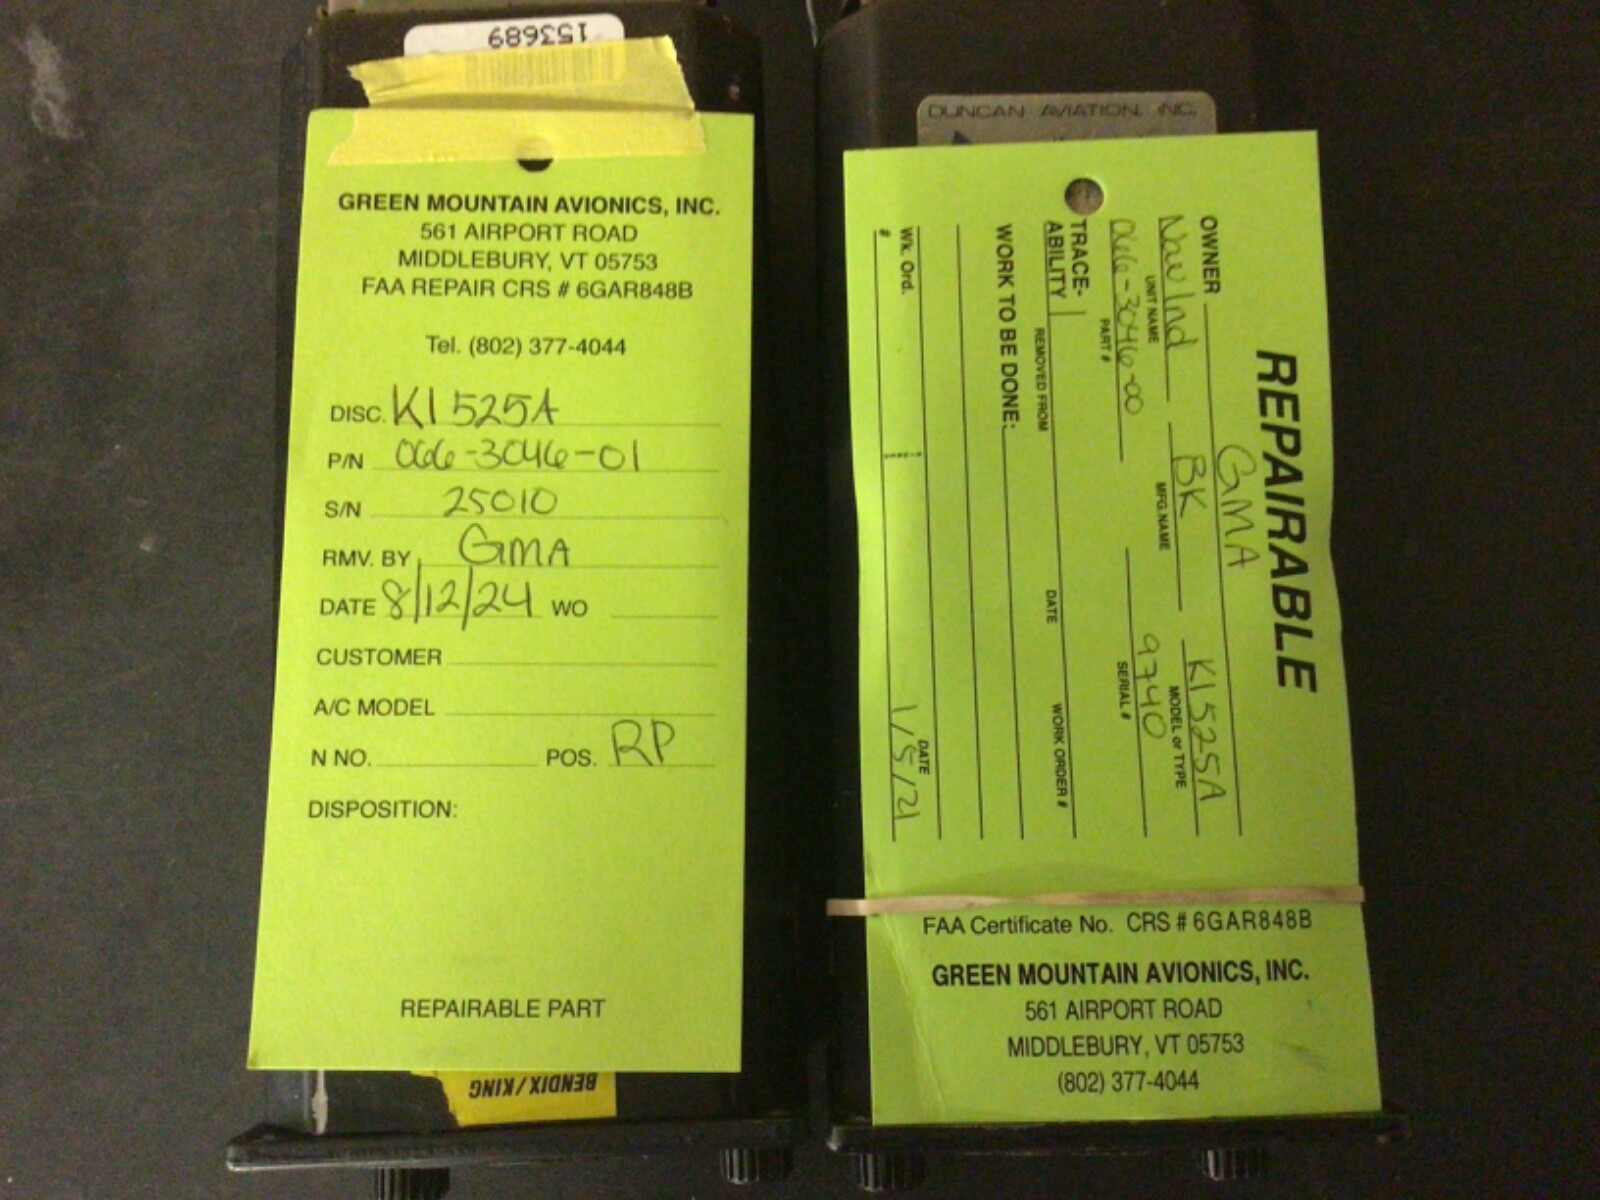 153689
GREEN MOUNTAIN AVIONICS, INC.
561 AIRPORT ROAD
MIDDLEBURY, VT 05753
FAA REPAIR CRS # 6GAR848B
Tel. (802) 377-4044
DISC. KI 525A
P/N 066-3046-01
S/N 25010
RMV. BY GMA
DATE 8/12/24 WO
CUSTOMER
A/C MODEL
N NO. POS. RP
DISPOSITION:
REPAIRABLE PART
BENDIX/KING
DUNCAN AVIATION, INC.
REPAIRABLE
OWNER GMA
Nav Ind BK KI525A
UNIT NAME MFG.NAME MODEL or TYPE
066-3046-00 9740
PART # SERIAL #
TRACE-
ABILITY
REMOVED FROM DATE WORK ORDER #
WORK TO BE DONE:
Wk. Ord.
#
DATE
1/5/21
FAA Certificate No. CRS # 6GAR848B
GREEN MOUNTAIN AVIONICS, INC.
561 AIRPORT ROAD
MIDDLEBURY, VT 05753
(802) 377-4044